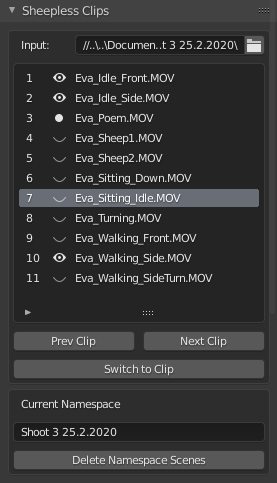 Sheepless Clips
Input: //..\..\Documen..t 3 25.2.2020\
1 Eva_Idle_Front.MOV
2 Eva_Idle_Side.MOV
3 Eva_Poem.MOV
4 Eva_Sheep1.MOV
5 Eva_Sheep2.MOV
6 Eva_Sitting_Down.MOV
7 Eva_Sitting_Idle.MOV
8 Eva_Turning.MOV
9 Eva_Walking_Front.MOV
10 Eva_Walking_Side.MOV
11 Eva_Walking_SideTurn.MOV
Prev Clip Next Clip
Switch to Clip
Current Namespace
Shoot 3 25.2.2020
Delete Namespace Scenes